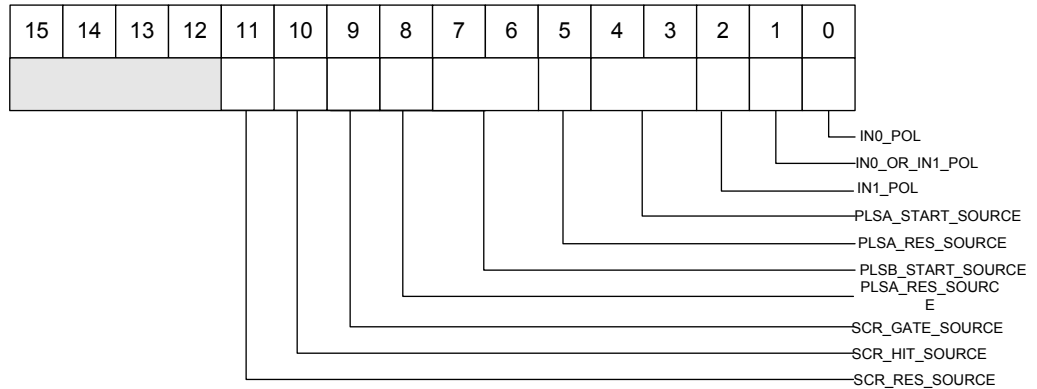 15 14 13 12 11 10 9 8 7 6 5 4 3 2 1 0
IN0_POL
IN0_OR_IN1_POL
IN1_POL
PLSA_START_SOURCE
PLSA_RES_SOURCE
PLSB_START_SOURCE
PLSA_RES_SOURC
E
SCR_GATE_SOURCE
SCR_HIT_SOURCE
SCR_RES_SOURCE